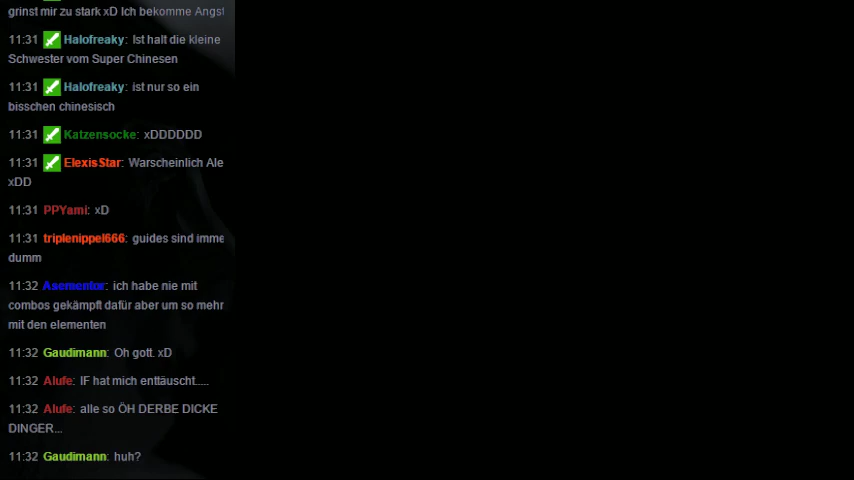 grinst mir zu stark xD Ich bekomme Angst
11:31 Halofreaky: Ist halt die kleine
Schwester vom Super Chinesen
11:31 Halofreaky: ist nur so ein
bisschen chinesisch
11:31 Katzensocke: xDDDDDD
11:31 ElexisStar: Warscheinlich Ale
xDD
11:31 PPYami: xD
11:31 triplenippel666: guides sind imme
dumm
11:32 Asementor: ich habe nie mit
combos gekämpft dafür aber um so mehr
mit den elementen
11:32 Gaudimann: Oh gott. xD
11:32 Alufe: IF hat mich enttäuscht.....
11:32 Alufe: alle so ÖH DERBE DICKE
DINGER...
11:32 Gaudimann: huh?